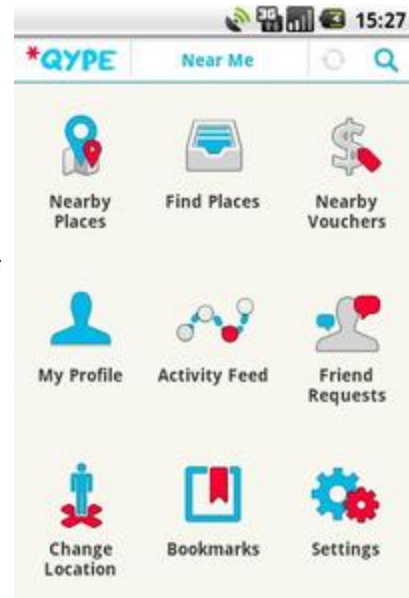 3G
15:27
*QYPE
Near Me
Nearby
Places
Find Places
Nearby
Vouchers
My Profile
Activity Feed
Friend
Requests
Change
Location
Bookmarks
Settings